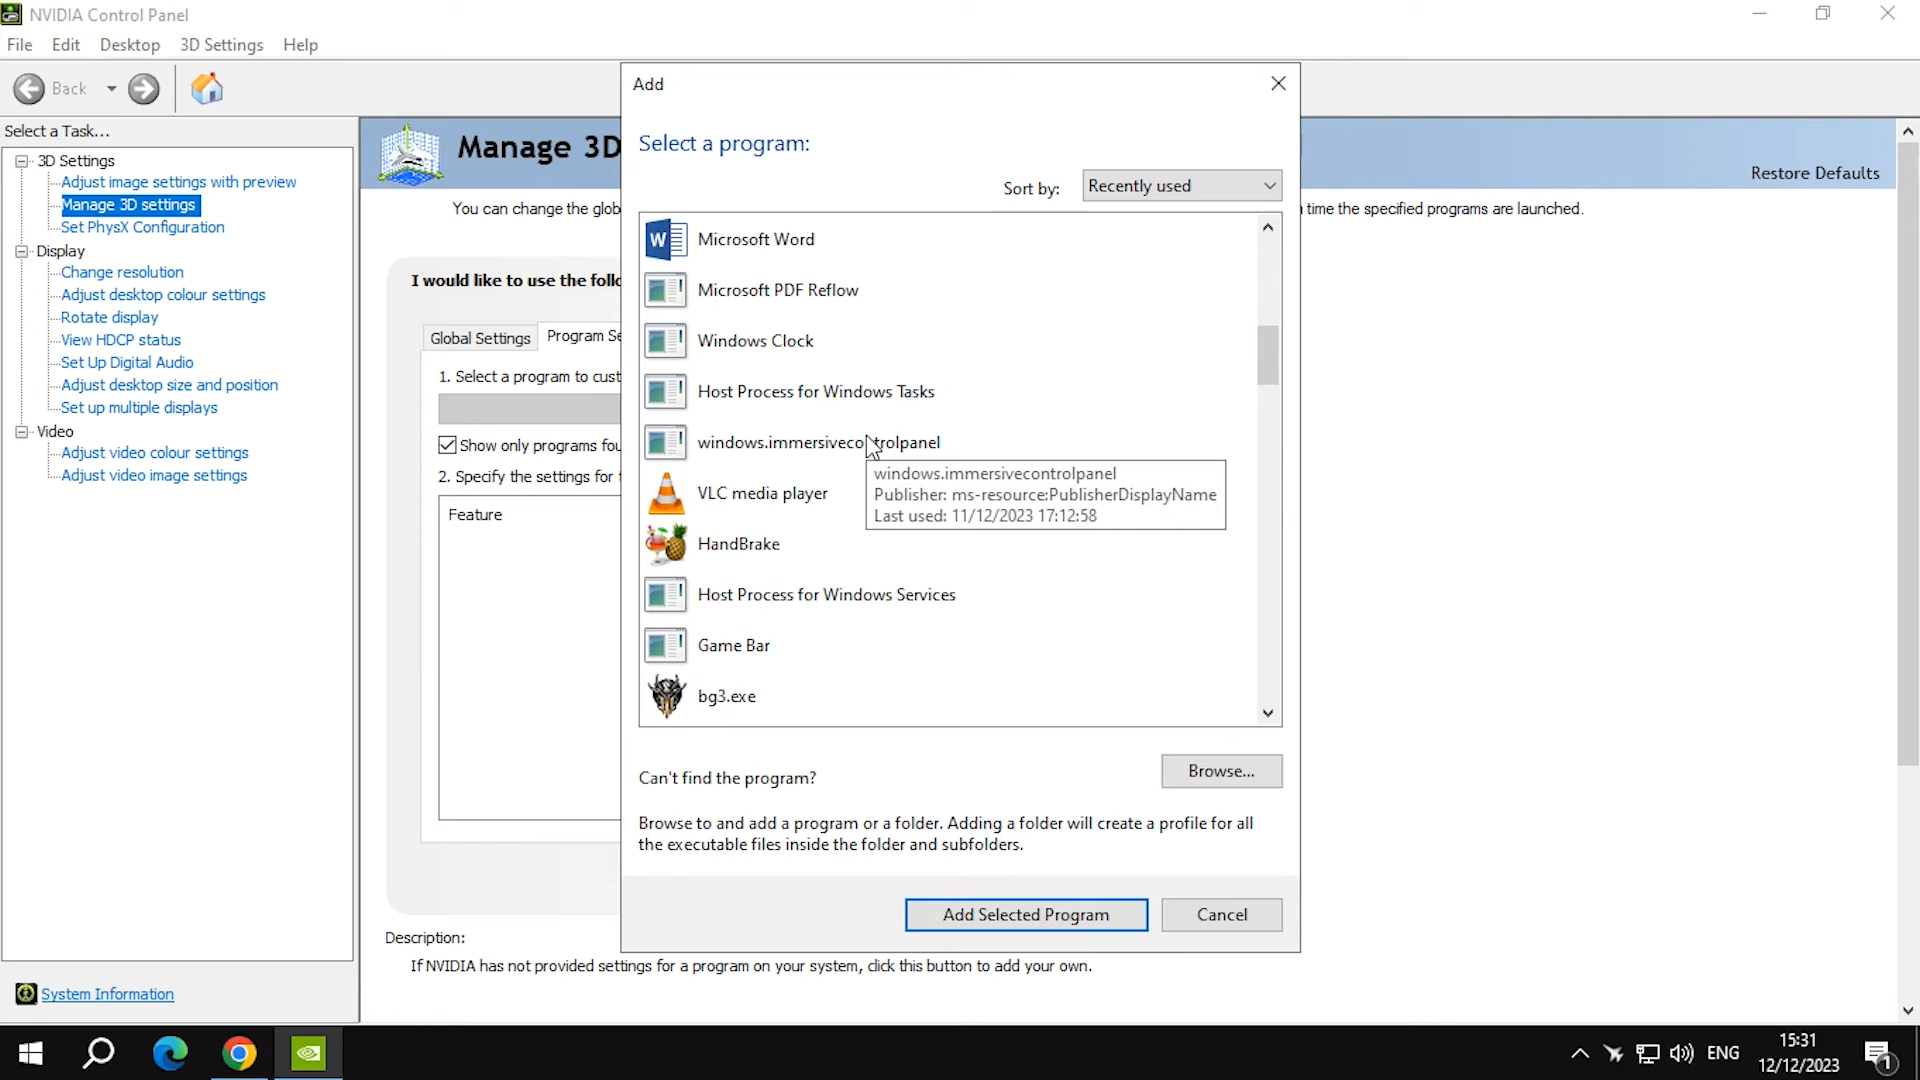 NVIDIA Control Panel
File Edit Desktop 3D Settings Help
Back
Select a Task...
3D Settings
Adjust image settings with preview
Manage 3D settings
Set PhysX Configuration
Display
Change resolution
Adjust desktop colour settings
Rotate display
View HDCP status
Set Up Digital Audio
Adjust desktop size and position
Set up multiple displays
Video
Adjust video colour settings
Adjust video image settings
System Information
Manage 3D
Restore Defaults
You can change the glob
time the specified programs are launched.
I would like to use the follo
Global Settings
Program Se
1. Select a program to cust
Show only programs fou
2. Specify the settings for t
Feature
Description:
If NVIDIA has not provided settings for a program on your system, click this button to add your own.
Add
Select a program:
Sort by: Recently used
W Microsoft Word
Microsoft PDF Reflow
Windows Clock
Host Process for Windows Tasks
windows.immersivecontrolpanel
windows.immersivecontrolpanel
Publisher: ms-resource:PublisherDisplayName
Last used: 11/12/2023 17:12:58
VLC media player
HandBrake
Host Process for Windows Services
Game Bar
bg3.exe
Can't find the program?
Browse...
Browse to and add a program or a folder. Adding a folder will create a profile for all
the executable files inside the folder and subfolders.
Add Selected Program
Cancel
ENG
15:31
12/12/2023
1